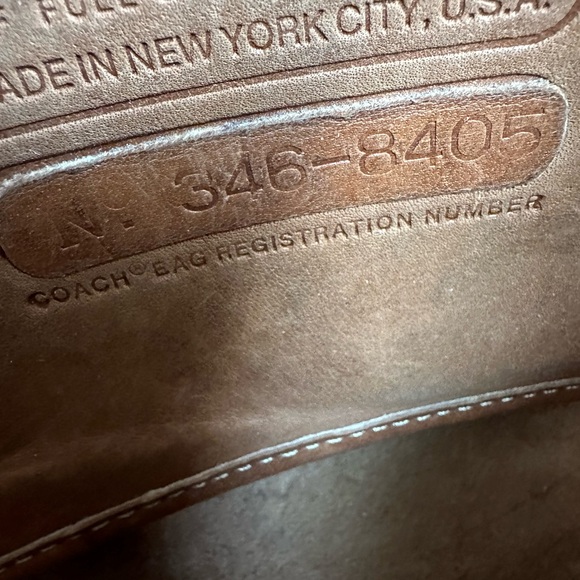 FULL
MADE IN NEW YORK CITY, U.S.A.
No. 346-8405
COACH® BAG REGISTRATION NUMBER